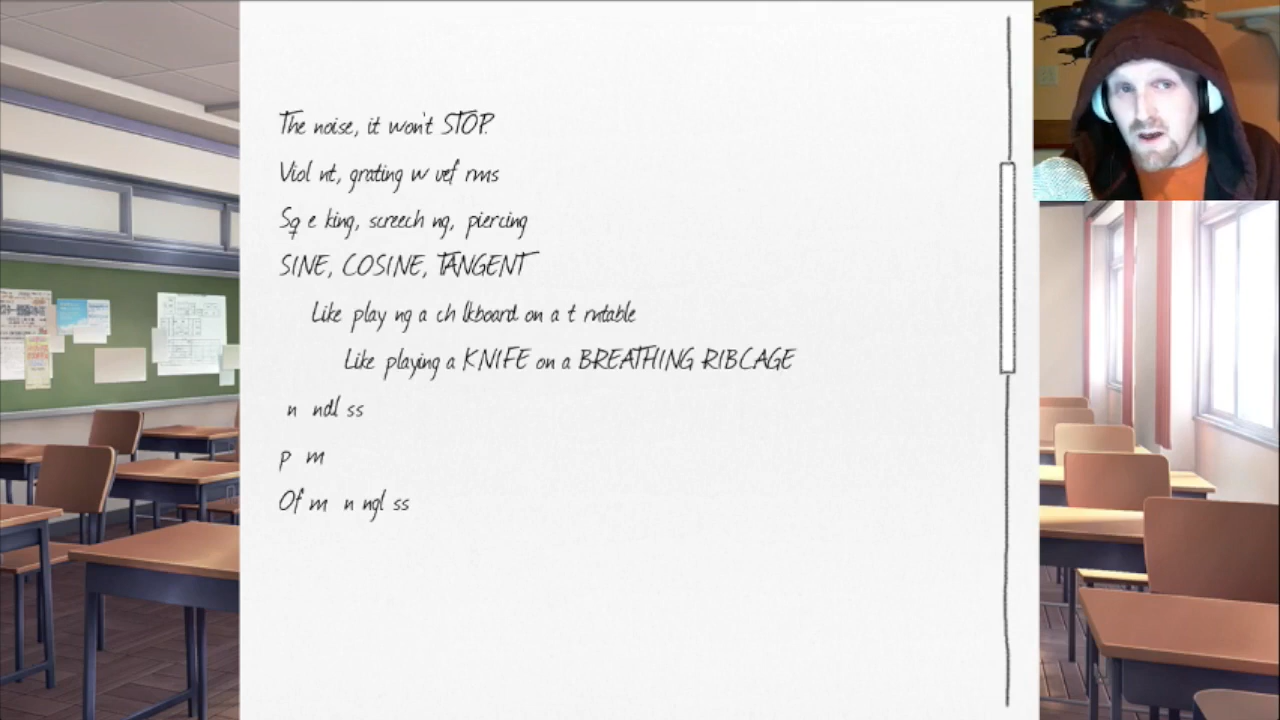 The noise, it won't STOP.
Viol nt, grating w vef rms
Sq e king, screech ng, piercing
SINE, COSINE, TANGENT
Like play ng a ch lkboard on a t rntable
Like playing a KNIFE on a BREATHING RIBCAGE
n ndl ss
p m
Of m n ngl ss